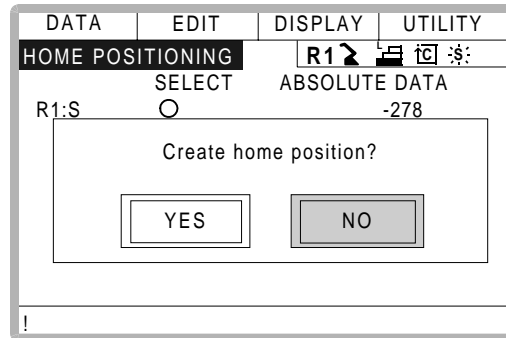 DATA EDIT DISPLAY UTILITY
HOME POSITIONING R1 C S
SELECT ABSOLUTE DATA
R1:S -278
Create home position?
YES NO
!